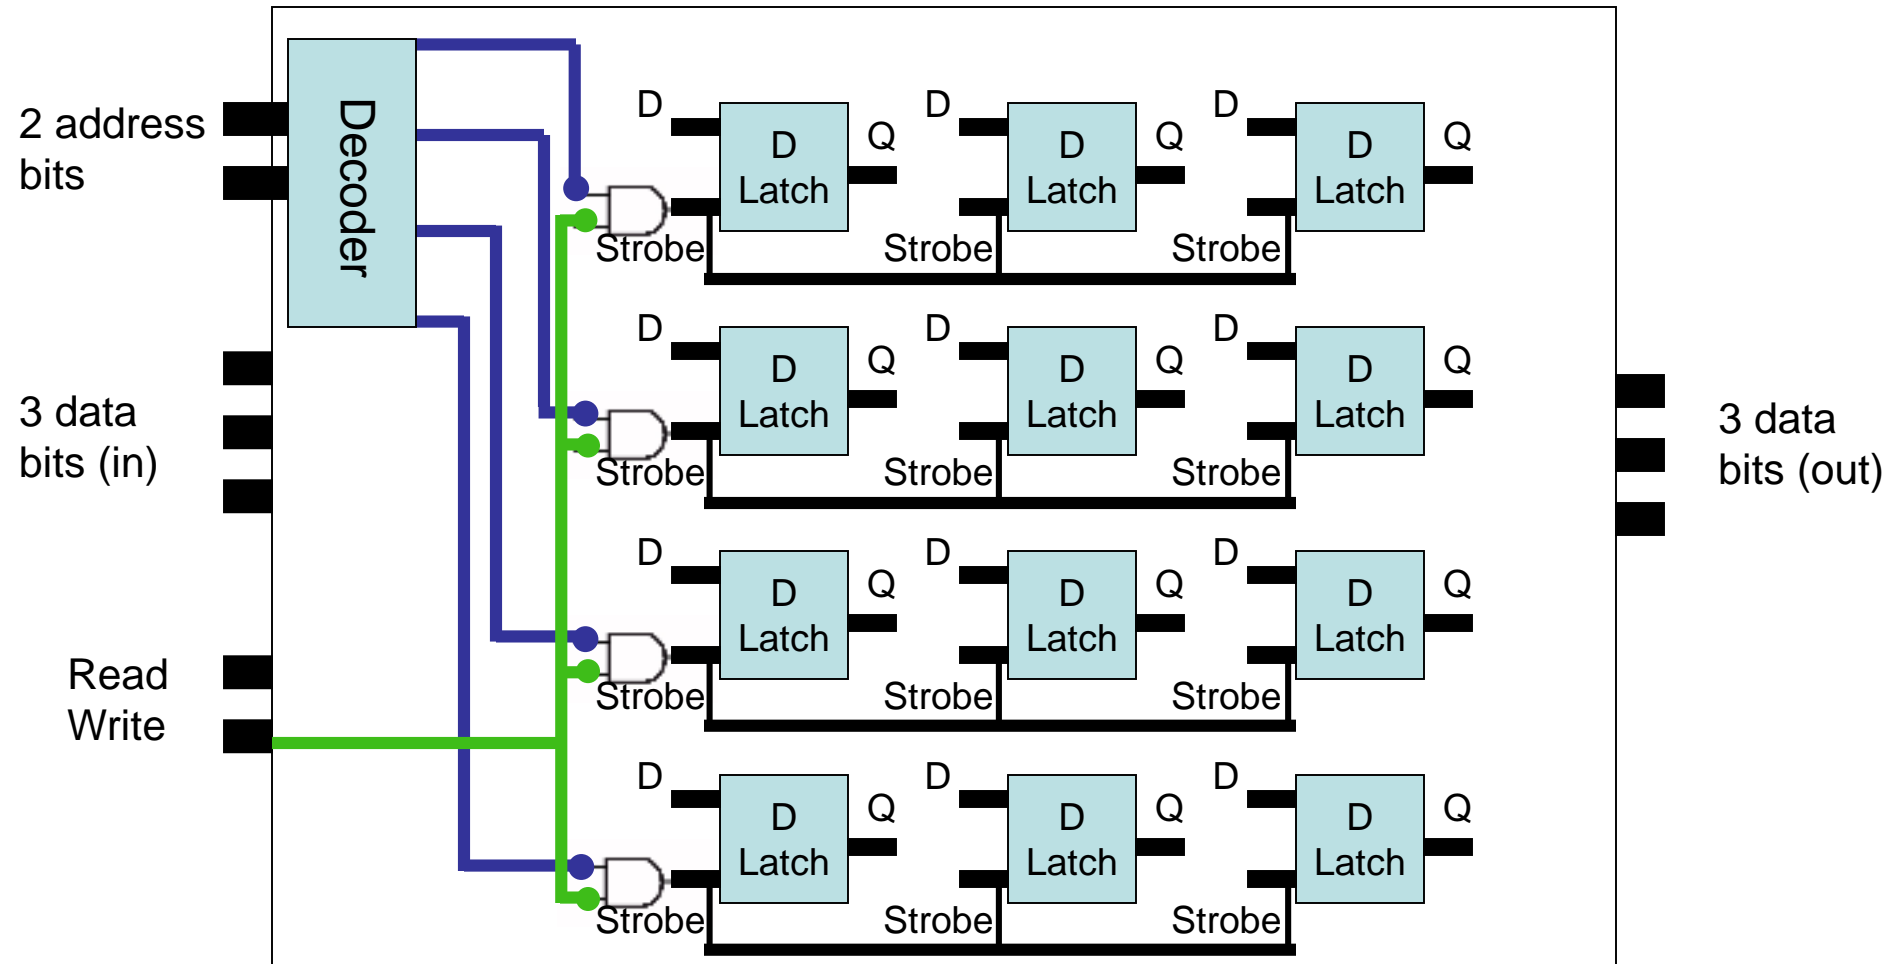 2 address
bits
Decoder
D
D
Latch
Q
Strobe
D
D
Latch
Q
Strobe
D
D
Latch
Q
Strobe
D
D
Latch
Q
Strobe
D
D
Latch
Q
Strobe
D
D
Latch
Q
Strobe
3 data
bits (in)
3 data
bits (out)
D
D
Latch
Q
Strobe
D
D
Latch
Q
Strobe
D
D
Latch
Q
Strobe
Read
Write
D
D
Latch
Q
Strobe
D
D
Latch
Q
Strobe
D
D
Latch
Q
Strobe